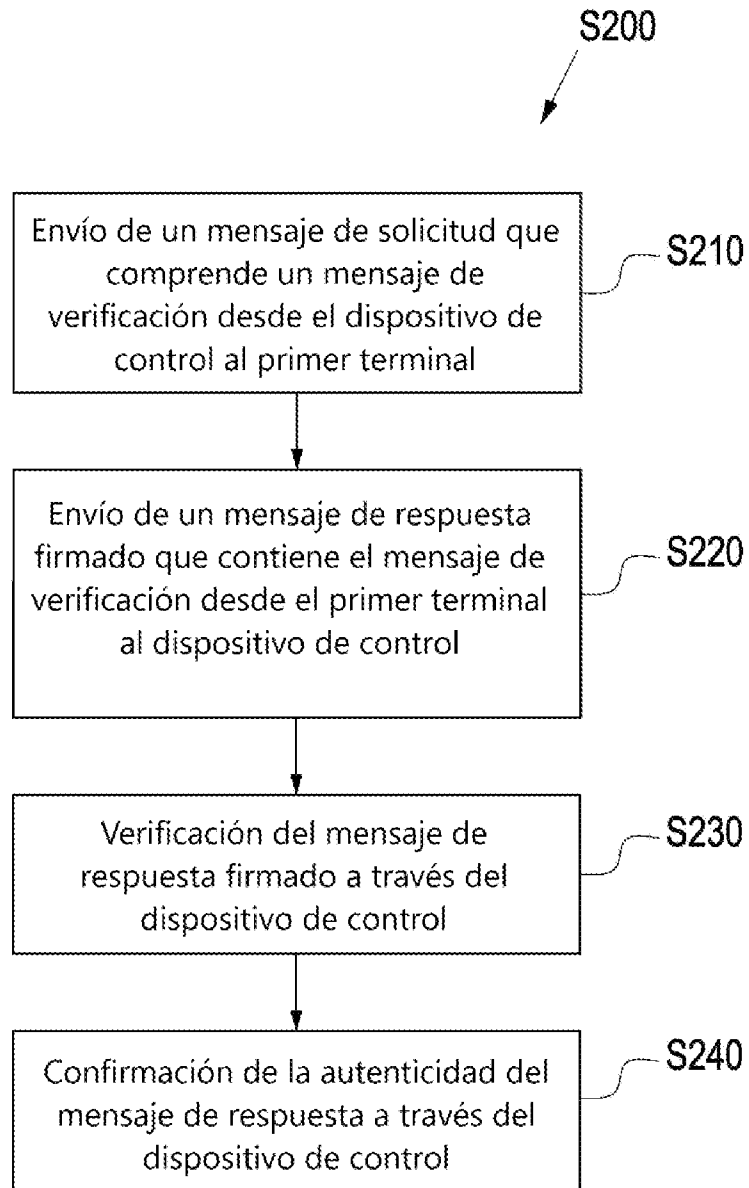 S200
Envío de un mensaje de solicitud que
comprende un mensaje de
verificación desde el dispositivo de
control al primer terminal
S210
Envío de un mensaje de respuesta
firmado que contiene el mensaje de
verificación desde el primer terminal
al dispositivo de control
S220
Verificación del mensaje de
respuesta firmado a través del
dispositivo de control
S230
Confirmación de la autenticidad del
mensaje de respuesta a través del
dispositivo de control
S240